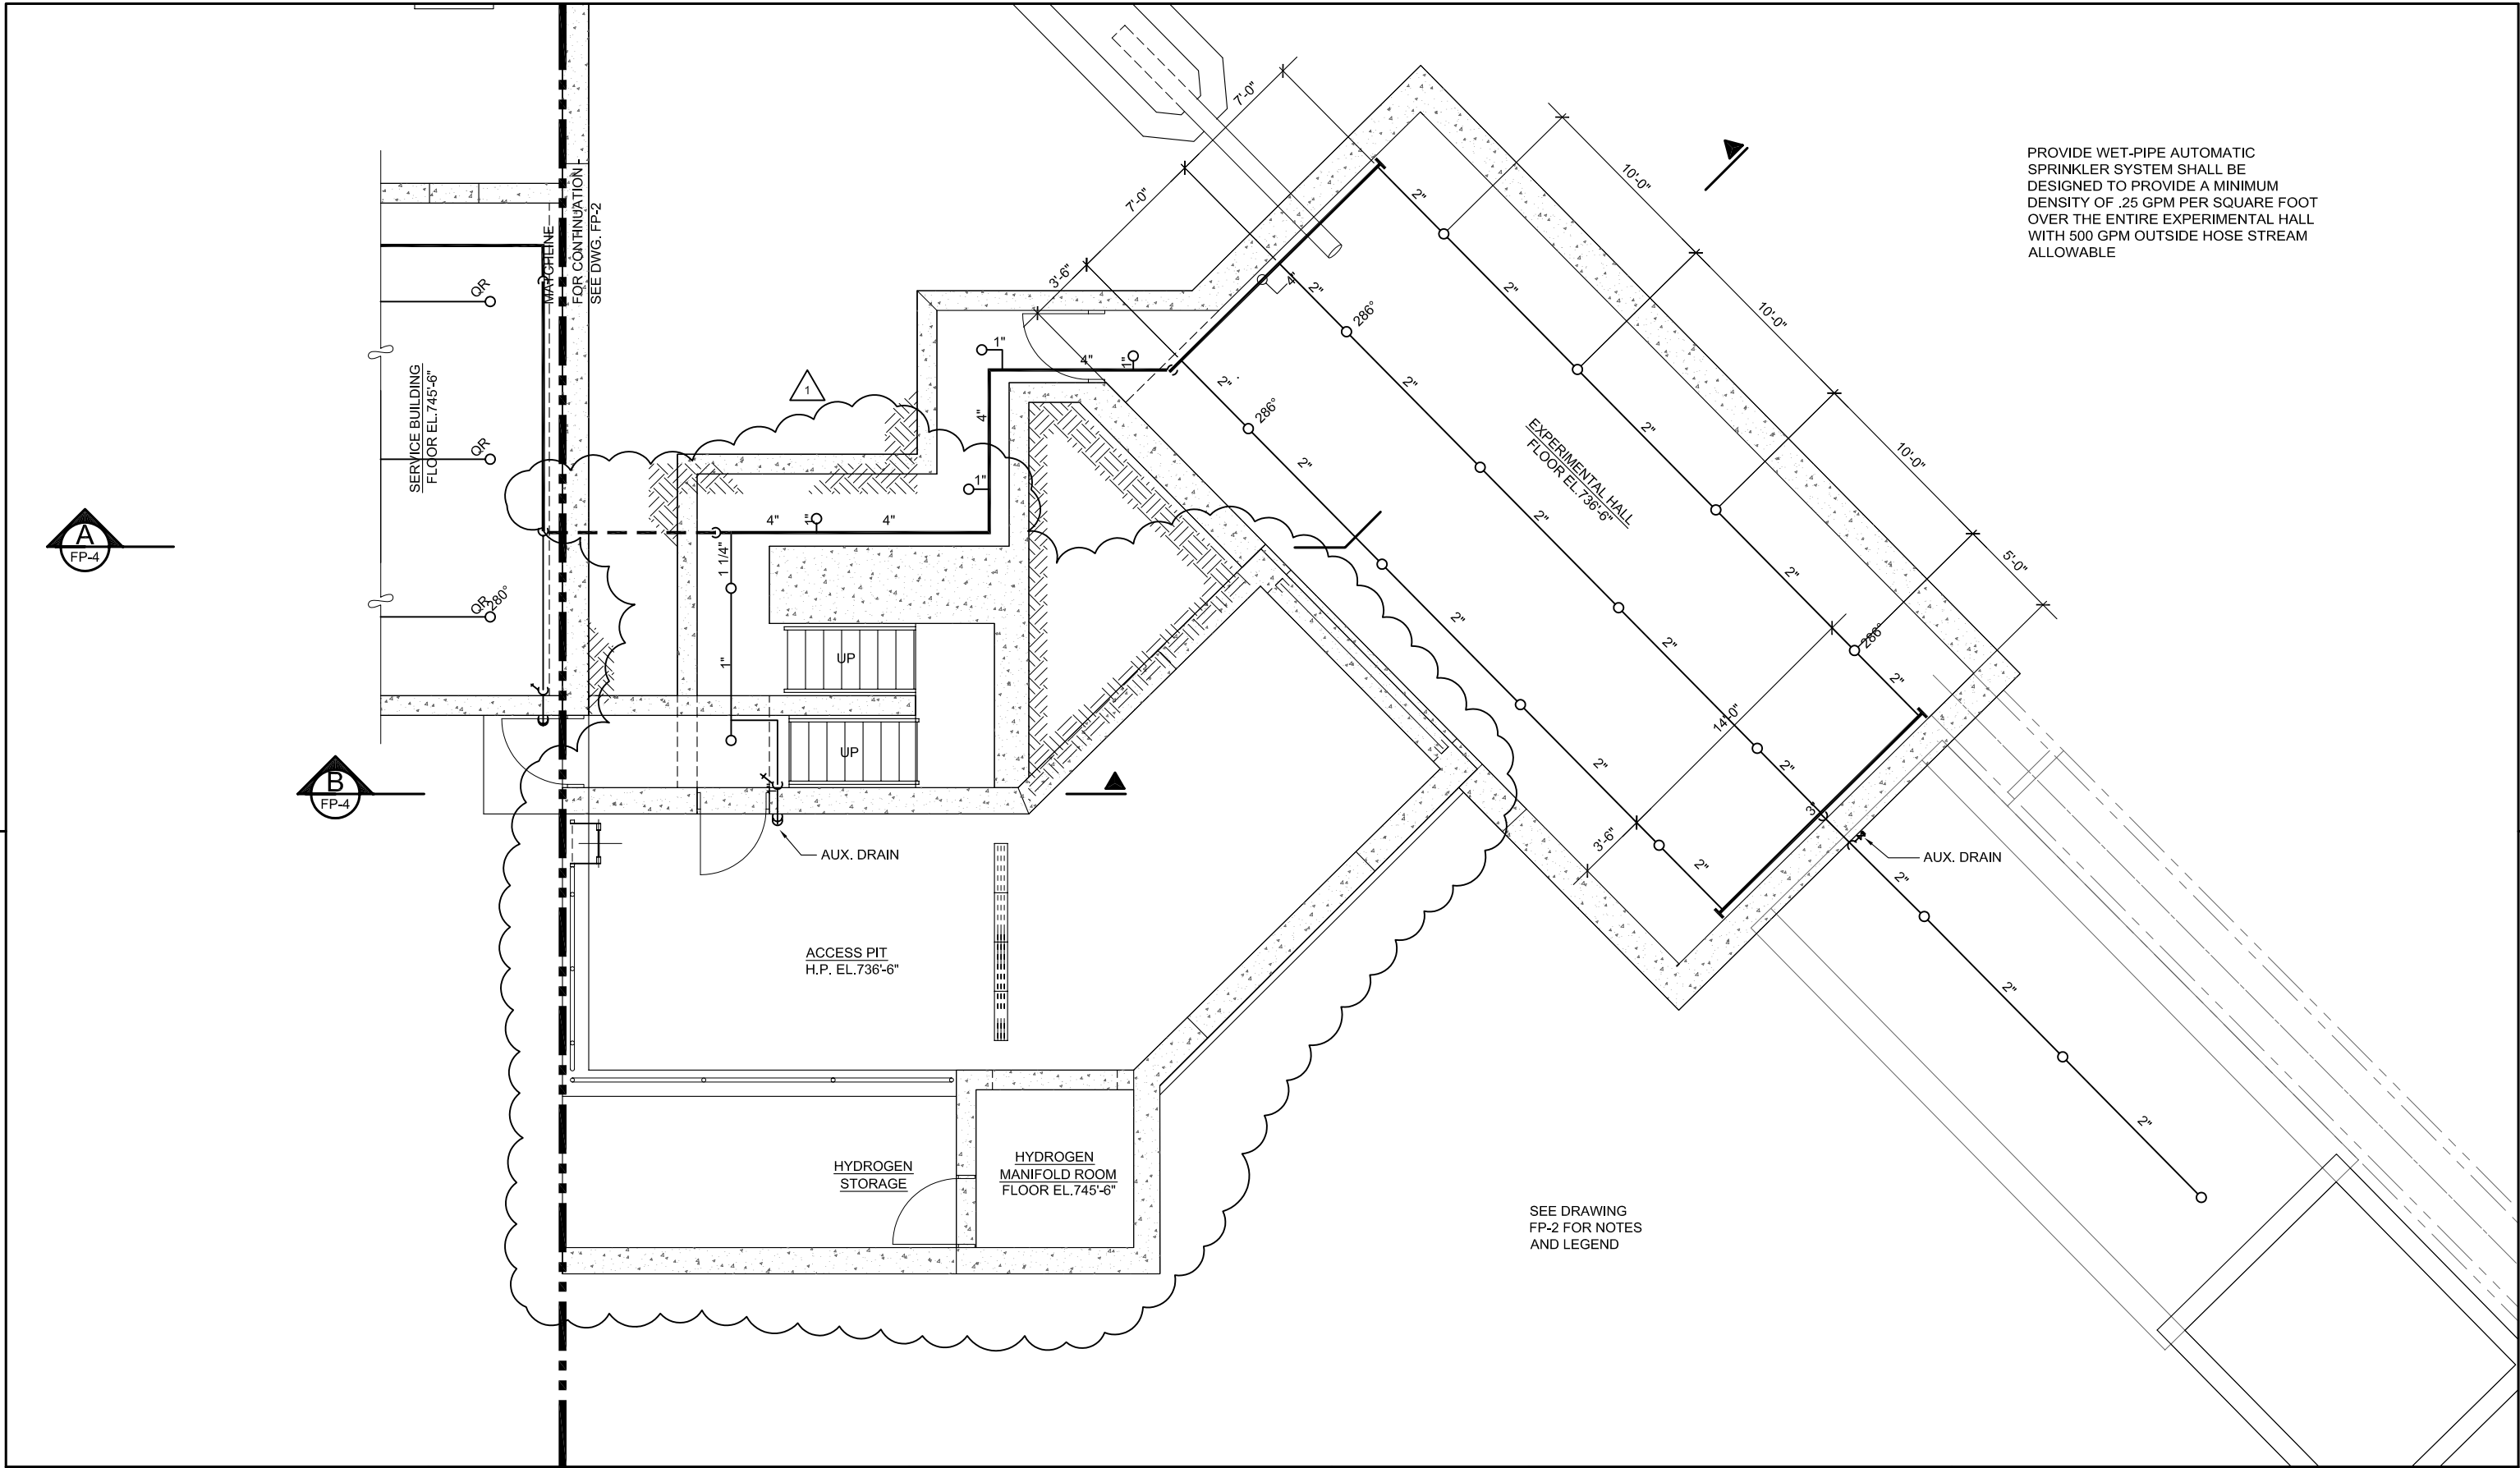 PROVIDE WET-PIPE AUTOMATIC
SPRINKLER SYSTEM SHALL BE
DESIGNED TO PROVIDE A MINIMUM
DENSITY OF .25 GPM PER SQUARE FOOT
OVER THE ENTIRE EXPERIMENTAL HALL
WITH 500 GPM OUTSIDE HOSE STREAM
ALLOWABLE
MATCHLINE
FOR CONTINUATION
SEE DWG. FP-2
SERVICE BUILDING
FLOOR EL.745'-6"
QR
QR
QR
280°
A
FP-4
B
FP-4
1
7'-0"
7'-0"
3'-6"
10'-0"
10'-0"
10'-0"
5'-0"
14'-0"
3'-6"
1"
4"
1"
4"
1"
4"
1"
4"
1 1/4"
1"
UP
UP
4"
2"
2"
2"
2"
2"
2"
286°
2"
2"
2"
2"
2"
3"
286°
2"
2"
2"
2"
2"
286°
EXPERIMENTAL HALL
FLOOR EL.736'-6"
AUX. DRAIN
AUX. DRAIN
2"
2"
2"
ACCESS PIT
H.P. EL.736'-6"
HYDROGEN
STORAGE
HYDROGEN
MANIFOLD ROOM
FLOOR EL.745'-6"
SEE DRAWING
FP-2 FOR NOTES
AND LEGEND